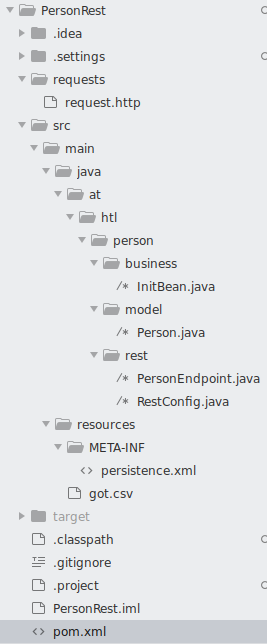 PersonRest
.idea
.settings
requests
request.http
src
main
java
at
htl
person
business
InitBean.java
model
Person.java
rest
PersonEndpoint.java
RestConfig.java
resources
META-INF
persistence.xml
got.csv
target
.classpath
.gitignore
.project
PersonRest.iml
pom.xml